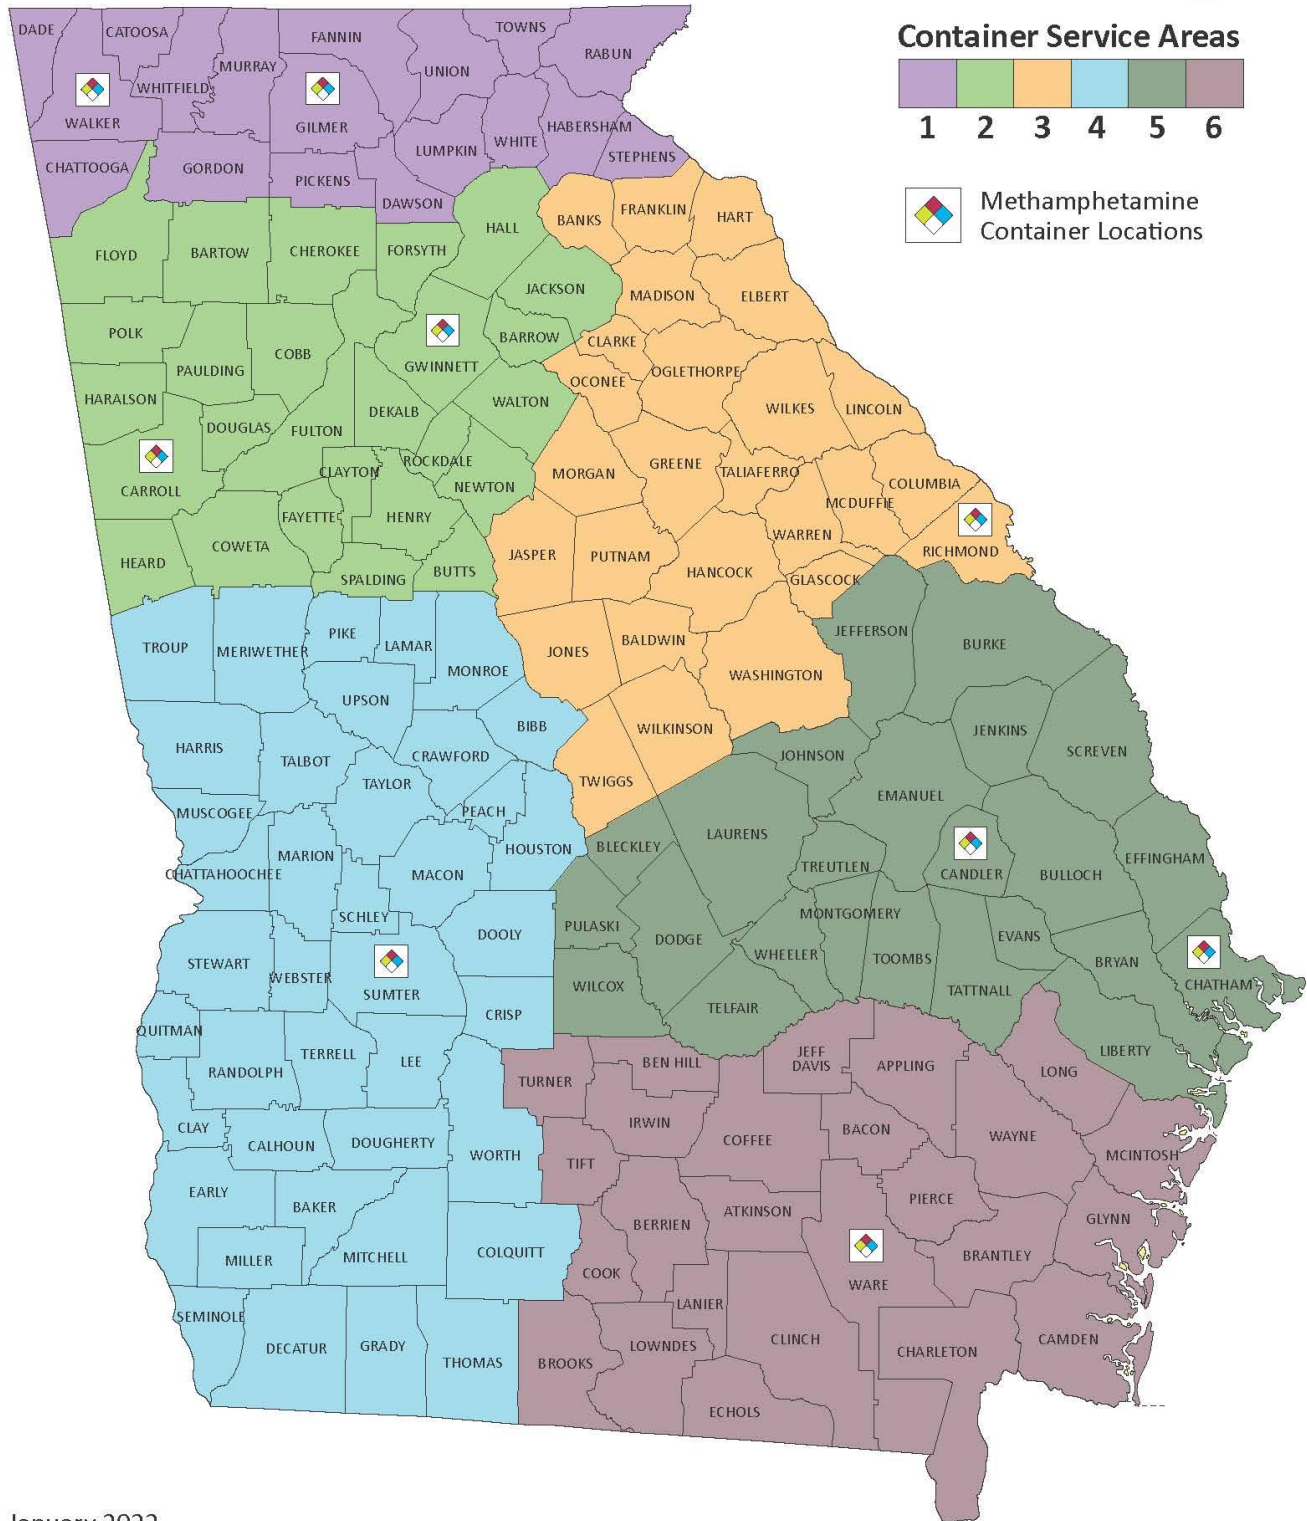 Container Service Areas
1 2 3 4 5 6
Methamphetamine
Container Locations
DADE
CATOOSA
WHITFIELD
MURRAY
WALKER
FANNIN
GILMER
UNION
TOWNS
RABUN
WHITE
HABERSHAM
STEPHENS
LUMPKIN
CHATTOOGA
GORDON
PICKENS
DAWSON
FLOYD
BARTOW
CHEROKEE
FORSYTH
HALL
BANKS
FRANKLIN
HART
JACKSON
MADISON
ELBERT
POLK
PAULDING
COBB
GWINNETT
BARROW
CLARKE
OCONEE
OGLETHORPE
WILKES
LINCOLN
HARALSON
DOUGLAS
FULTON
DEKALB
WALTON
CARROLL
CLAYTON
ROCKDALE
NEWTON
MORGAN
GREENE
TALIAFERRO
MCDUFFIE
COLUMBIA
WARREN
RICHMOND
HEARD
COWETA
FAYETTE
HENRY
SPALDING
BUTTS
JASPER
PUTNAM
HANCOCK
GLASCOCK
JEFFERSON
BURKE
TROUP
MERIWETHER
PIKE
LAMAR
MONROE
UPSON
JONES
BALDWIN
WASHINGTON
WILKINSON
TWIGGS
BIBB
CRAWFORD
HARRIS
TALBOT
TAYLOR
PEACH
HOUSTON
JOHNSON
JENKINS
SCREVEN
EMANUEL
LAURENS
BLECKLEY
TREUTLEN
CANDLER
BULLOCH
EFFINGHAM
MUSCOGEE
CHATTAHOOCHEE
MARION
MACON
SCHLEY
DOOLY
PULASKI
DODGE
MONTGOMERY
WHEELER
TOOMBS
EVANS
TATTNALL
BRYAN
CHATHAM
LIBERTY
STEWART
WEBSTER
SUMTER
CRISP
WILCOX
TELFAIR
QUITMAN
RANDOLPH
TERRELL
LEE
TURNER
BEN HILL
JEFF
DAVIS
APPLING
LONG
CLAY
CALHOUN
DOUGHERTY
WORTH
IRWIN
TIFT
COFFEE
BACON
WAYNE
MCINTOSH
EARLY
BAKER
MITCHELL
MILLER
COLQUITT
BERRIEN
COOK
ATKINSON
PIERCE
WARE
BRANTLEY
GLYNN
SEMINOLE
DECATUR
GRADY
THOMAS
BROOKS
LANIER
LOWNDES
CLINCH
ECHOLS
CHARLETON
CAMDEN
January 2022